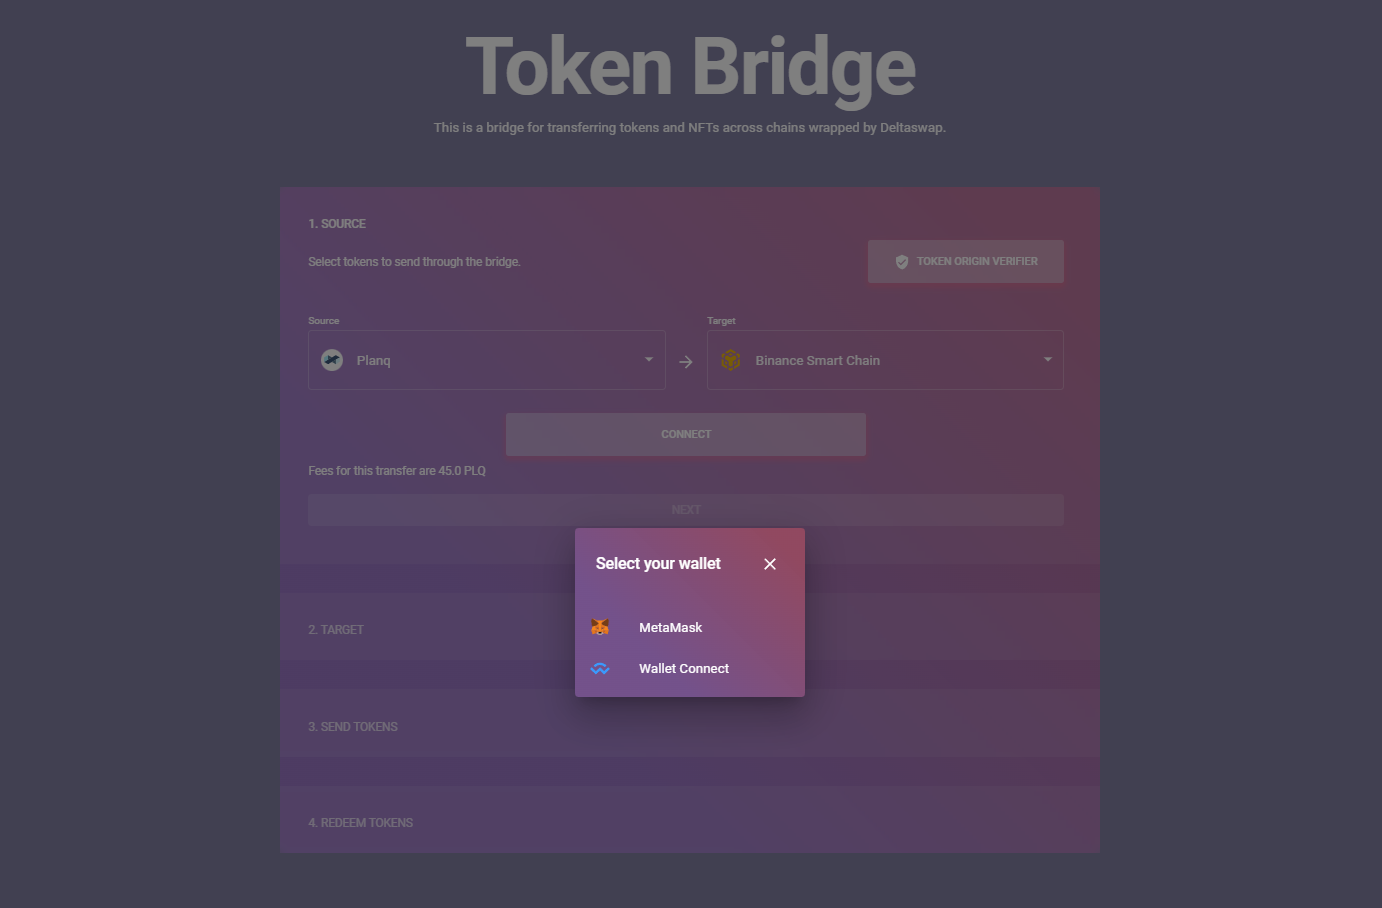 Token Bridge
This is a bridge for transferring tokens and NFTs across chains wrapped by Deltaswap.
1. SOURCE
Select tokens to send through the bridge.
TOKEN ORIGIN VERIFIER
Source
Target
Planq
Binance Smart Chain
CONNECT
Fees for this transfer are 45.0 PLQ
NEXT
Select your wallet
MetaMask
Wallet Connect
2. TARGET
3. SEND TOKENS
4. REDEEM TOKENS